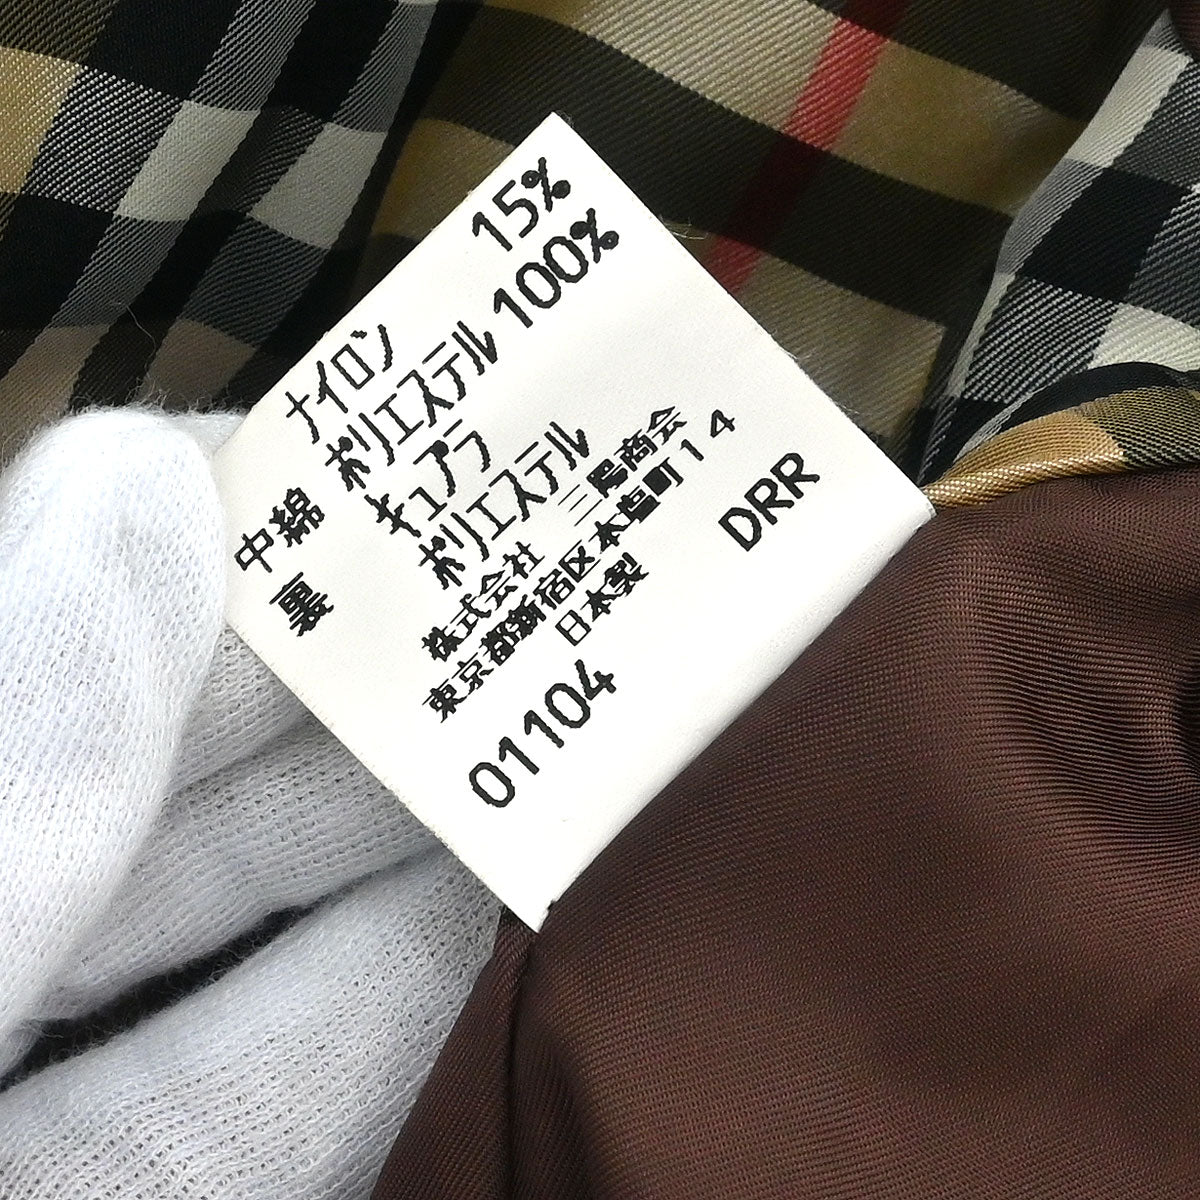 ナイロン 15%
中綿 ポリエステル 100%
裏 キュアラ
ポリエステル
株式会社 三陽商会
東京都新宿区本塩町14
日本製 DRR
01104